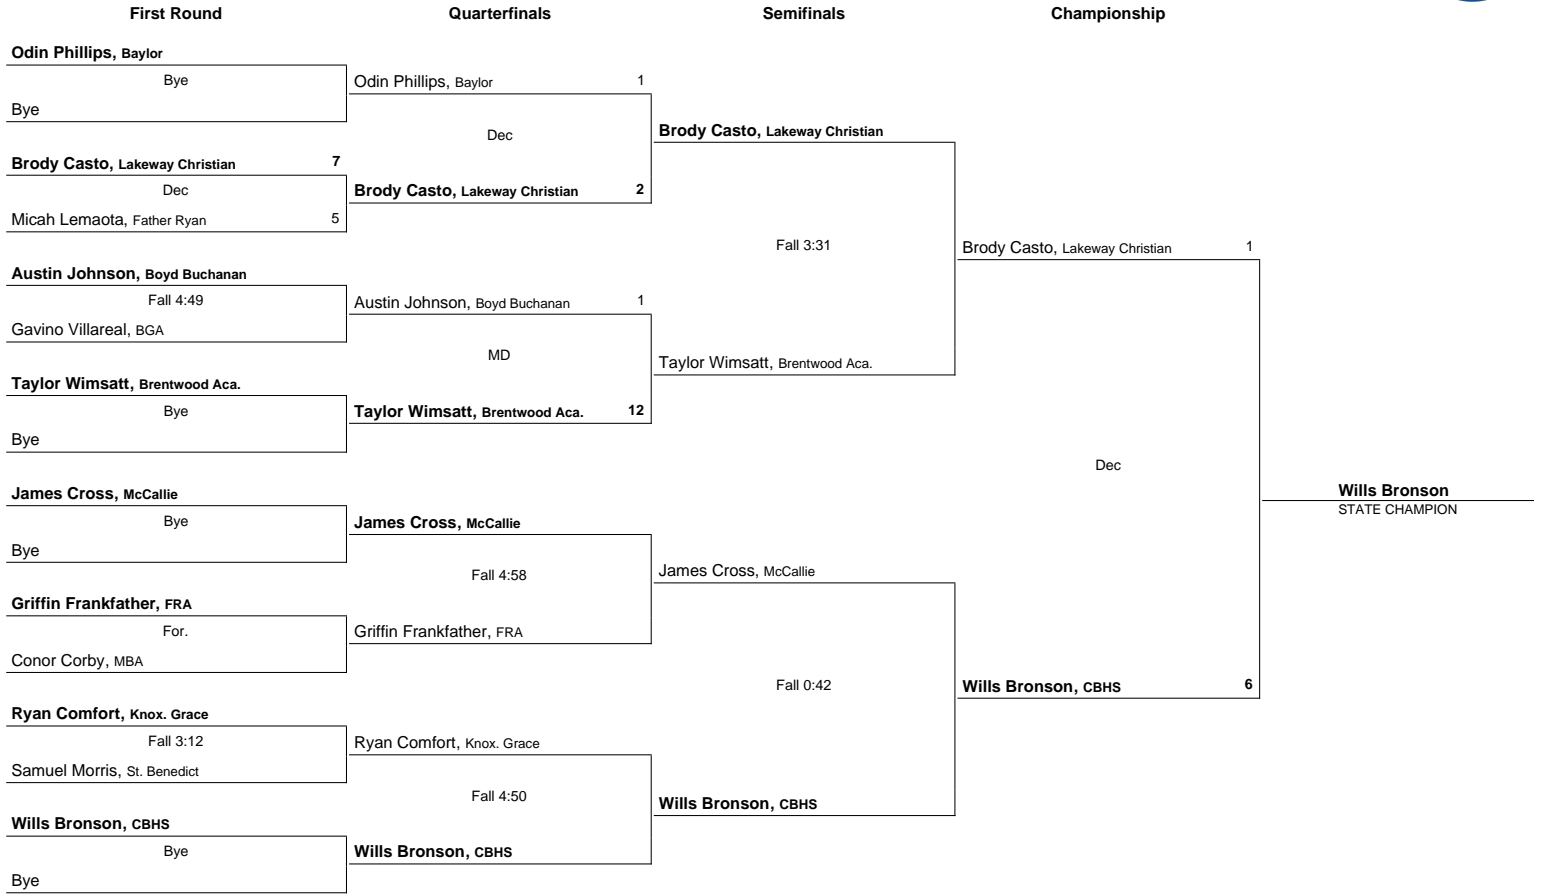 First Round Quarterfinals Semifinals Championship
Odin Phillips, Baylor
Bye
Bye
Odin Phillips, Baylor 1
Dec
Brody Casto, Lakeway Christian
Brody Casto, Lakeway Christian 7
Dec
Brody Casto, Lakeway Christian 2
Micah Lemaota, Father Ryan 5
Fall 3:31
Brody Casto, Lakeway Christian 1
Austin Johnson, Boyd Buchanan
Fall 4:49
Austin Johnson, Boyd Buchanan 1
Gavino Villareal, BGA
MD
Taylor Wimsatt, Brentwood Aca.
Taylor Wimsatt, Brentwood Aca.
Bye
Taylor Wimsatt, Brentwood Aca. 12
Bye
Dec
Wills Bronson
STATE CHAMPION
James Cross, McCallie
Bye
James Cross, McCallie
Bye
Fall 4:58
James Cross, McCallie
Griffin Frankfather, FRA
For.
Griffin Frankfather, FRA
Conor Corby, MBA
Fall 0:42
Wills Bronson, CBHS 6
Ryan Comfort, Knox. Grace
Fall 3:12
Ryan Comfort, Knox. Grace
Samuel Morris, St. Benedict
Fall 4:50
Wills Bronson, CBHS
Wills Bronson, CBHS
Bye
Wills Bronson, CBHS
Bye